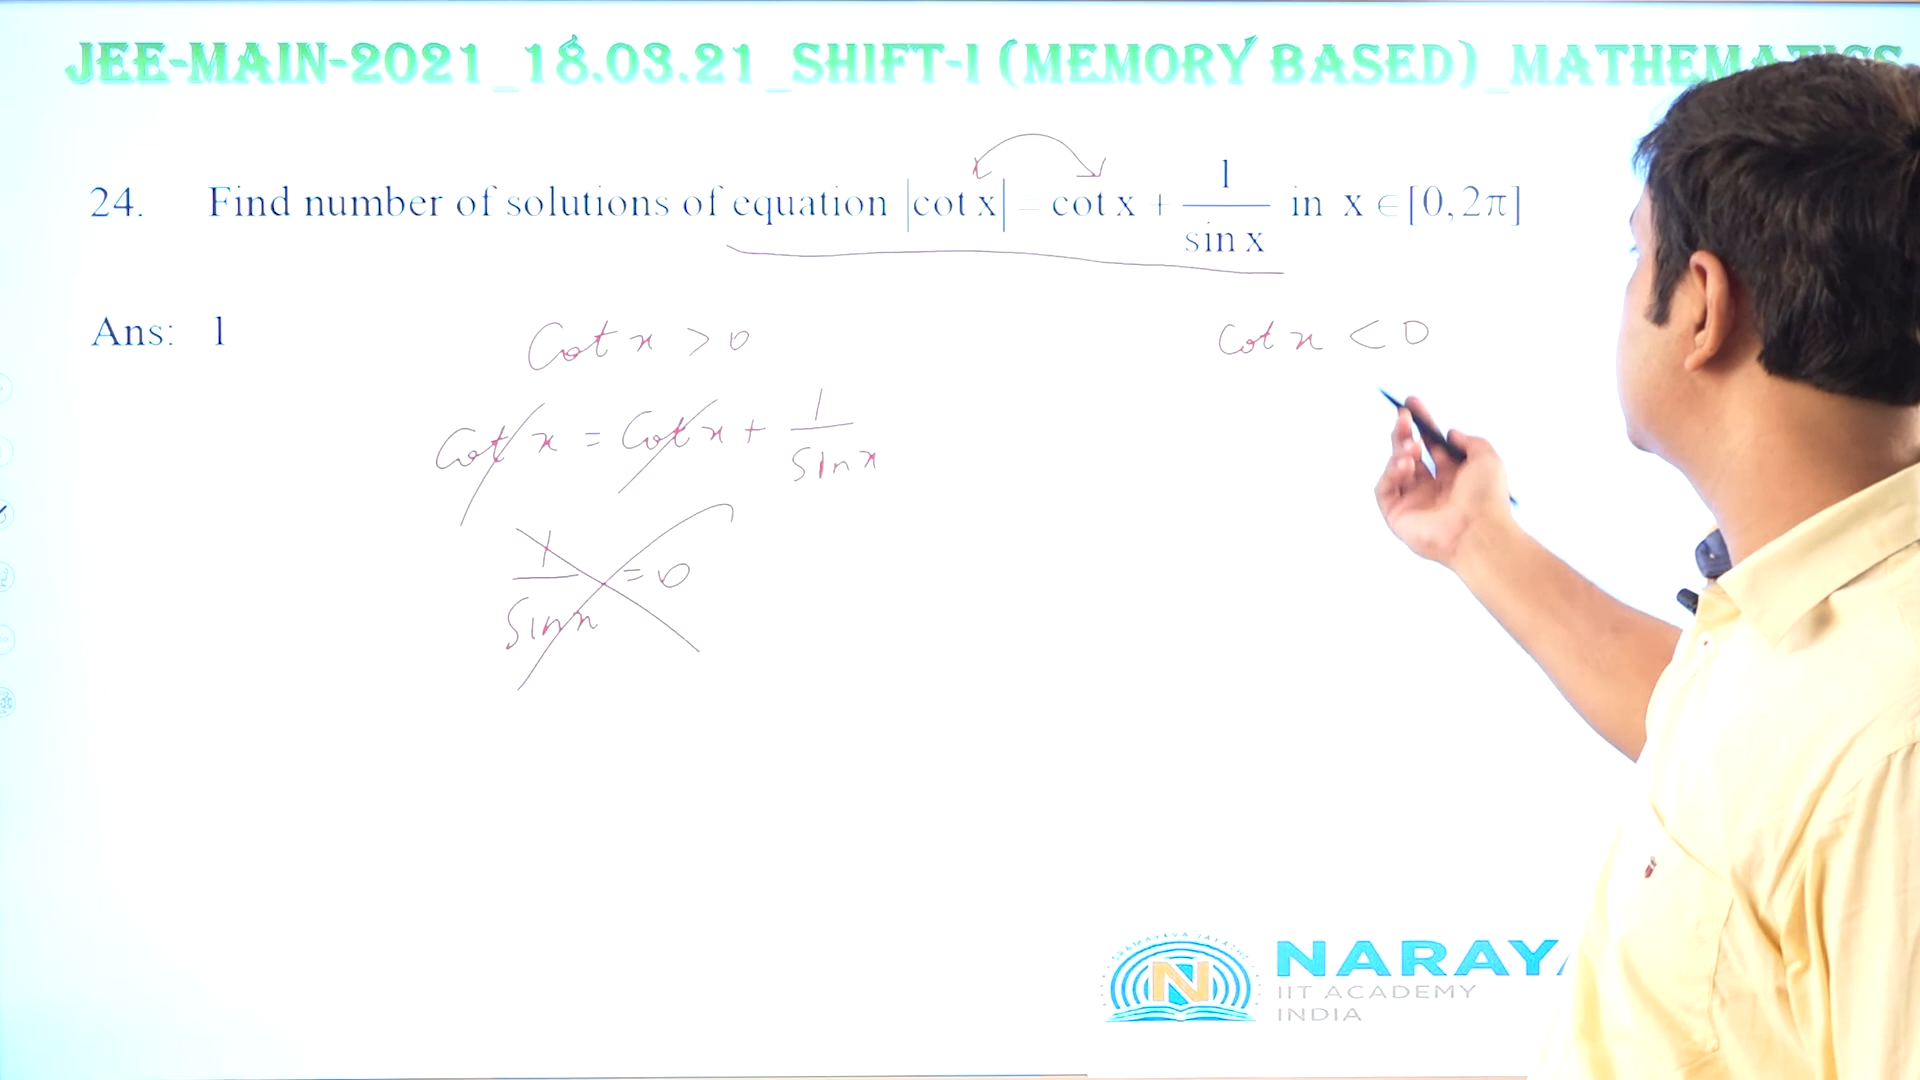 JEE-MAIN-2021_18.03.21_SHIFT-I (MEMORY BASED)_MATHEMATICS
24. Find number of solutions of equation |cot x| = cot x + 1/sin x in x ∈ [0, 2π]
Ans: 1
Cot x > 0
Cot x < 0
Cot x = Cot x + 1/Sin x
1/Sin x = 0
N
NARAY
IIT ACADEMY
INDIA